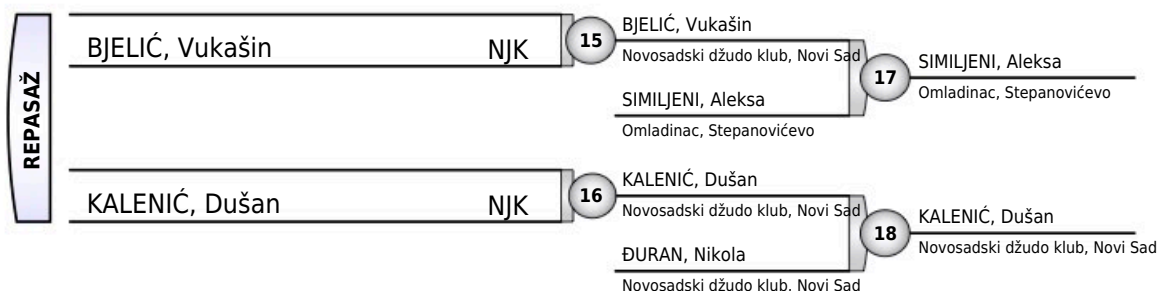 REPASAŽ
BJELIĆ, Vukašin NJK
15
BJELIĆ, Vukašin
Novosadski džudo klub, Novi Sad
SIMILJENI, Aleksa
Omladinac, Stepanovićevo
17
SIMILJENI, Aleksa
Omladinac, Stepanovićevo
KALENIĆ, Dušan NJK
16
KALENIĆ, Dušan
Novosadski džudo klub, Novi Sad
ĐURAN, Nikola
Novosadski džudo klub, Novi Sad
18
KALENIĆ, Dušan
Novosadski džudo klub, Novi Sad